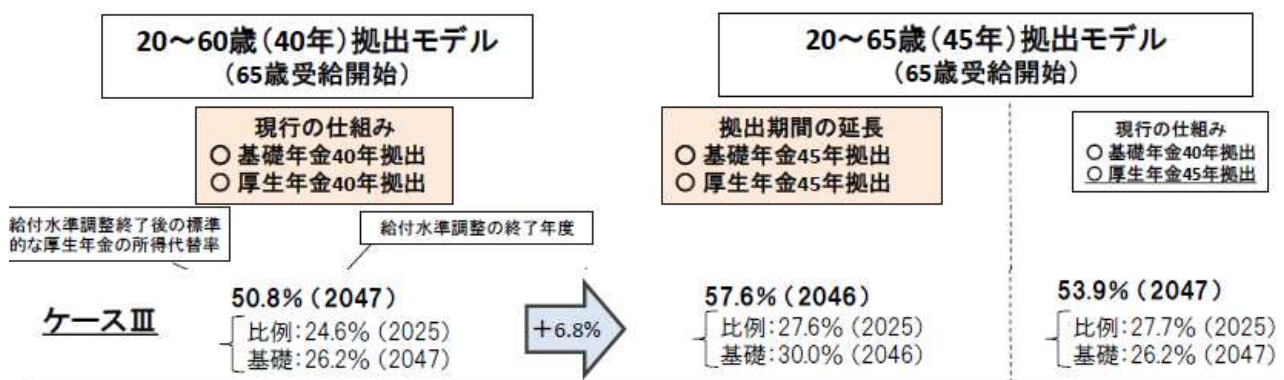 20～60歳（40年）拠出モデル
（65歳受給開始）
20～65歳（45年）拠出モデル
（65歳受給開始）
現行の仕組み
○ 基礎年金40年拠出
○ 厚生年金40年拠出
拠出期間の延長
○ 基礎年金45年拠出
○ 厚生年金45年拠出
現行の仕組み
○ 基礎年金40年拠出
○ 厚生年金45年拠出
給付水準調整終了後の標準
的な厚生年金の所得代替率
給付水準調整の終了年度
ケースⅢ
50.8％（2047）
比例：24.6％（2025）
基礎：26.2％（2047）
＋6.8％
57.6％（2046）
比例：27.6％（2025）
基礎：30.0％（2046）
53.9％（2047）
比例：27.7％（2025）
基礎：26.2％（2047）